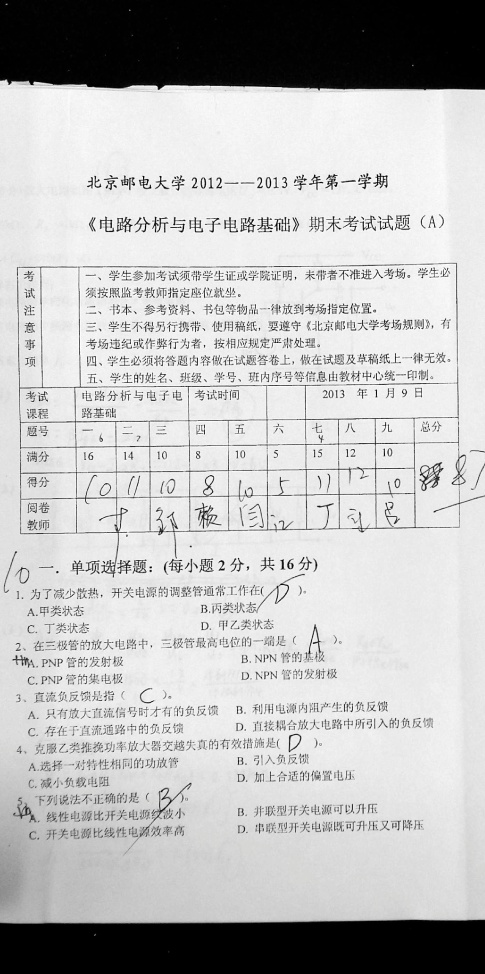 北京邮电大学2012——2013学年第一学期
《电路分析与电子电路基础》期末考试试题（A）
考试注意事项
一、学生参加考试须带学生证或学院证明，未带者不准进入考场。学生必
须按照监考教师指定座位就坐。
二、书本、参考资料、书包等物品一律放到考场指定位置。
三、学生不得另行携带、使用稿纸，要遵守《北京邮电大学考场规则》，有
考场违纪或作弊行为者，按相应规定严肃处理。
四、学生必须将答题内容做在试题答卷上，做在试题及草稿纸上一律无效。
五、学生的姓名、班级、学号、班内序号等信息由教材中心统一印制。
考试课程 电路分析与电子电路基础 考试时间 2013 年 1 月 9 日
题号 一 二 三 四 五 六 七 八 九 总分
6 7 4
满分 16 14 10 8 10 5 15 12 10
得分 10 11 10 8 10 5 11 12 10 87
阅卷教师 丁 吕
10 一．单项选择题：(每小题 2 分，共 16 分)
1. 为了减少散热，开关电源的调整管通常工作在( D )。
A.甲类状态 B.丙类状态
C. 丁类状态 D. 甲乙类状态
2、在三极管的放大电路中，三极管最高电位的一端是（ A ）。
A. PNP 管的发射极 B. NPN 管的基极
C. PNP 管的集电极 D. NPN 管的发射极
3、直流负反馈是指（ C ）。
A. 只有放大直流信号时才有的负反馈 B. 利用电源内阻产生的负反馈
C. 存在于直流通路中的负反馈 D. 直接耦合放大电路中所引入的负反馈
4、克服乙类推挽功率放大器交越失真的有效措施是( D )。
A.选择一对特性相同的功放管 B. 引入负反馈
C. 减小负载电阻 D. 加上合适的偏置电压
5、下列说法不正确的是（ B ）。
A. 线性电源比开关电源纹波小 B. 并联型开关电源可以升压
C. 开关电源比线性电源效率高 D. 串联型开关电源既可升压又可降压